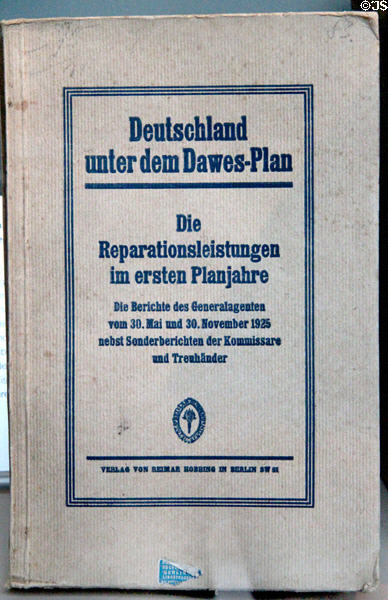 ©JS
Deutschland
unter dem Dawes-Plan
Die
Reparationsleistungen
im ersten Planjahre
Die Berichte des Generalagenten
vom 30. Mai und 30. November 1925
nebst Sonderberichten der Kommissare
und Treuhänder
VERLAG VON REIMAR HOBBING IN BERLIN SW 61